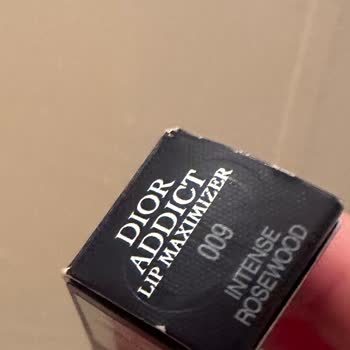 DIOR
ADDICT
LIP MAXIMIZER
009
INTENSE
ROSEWOOD